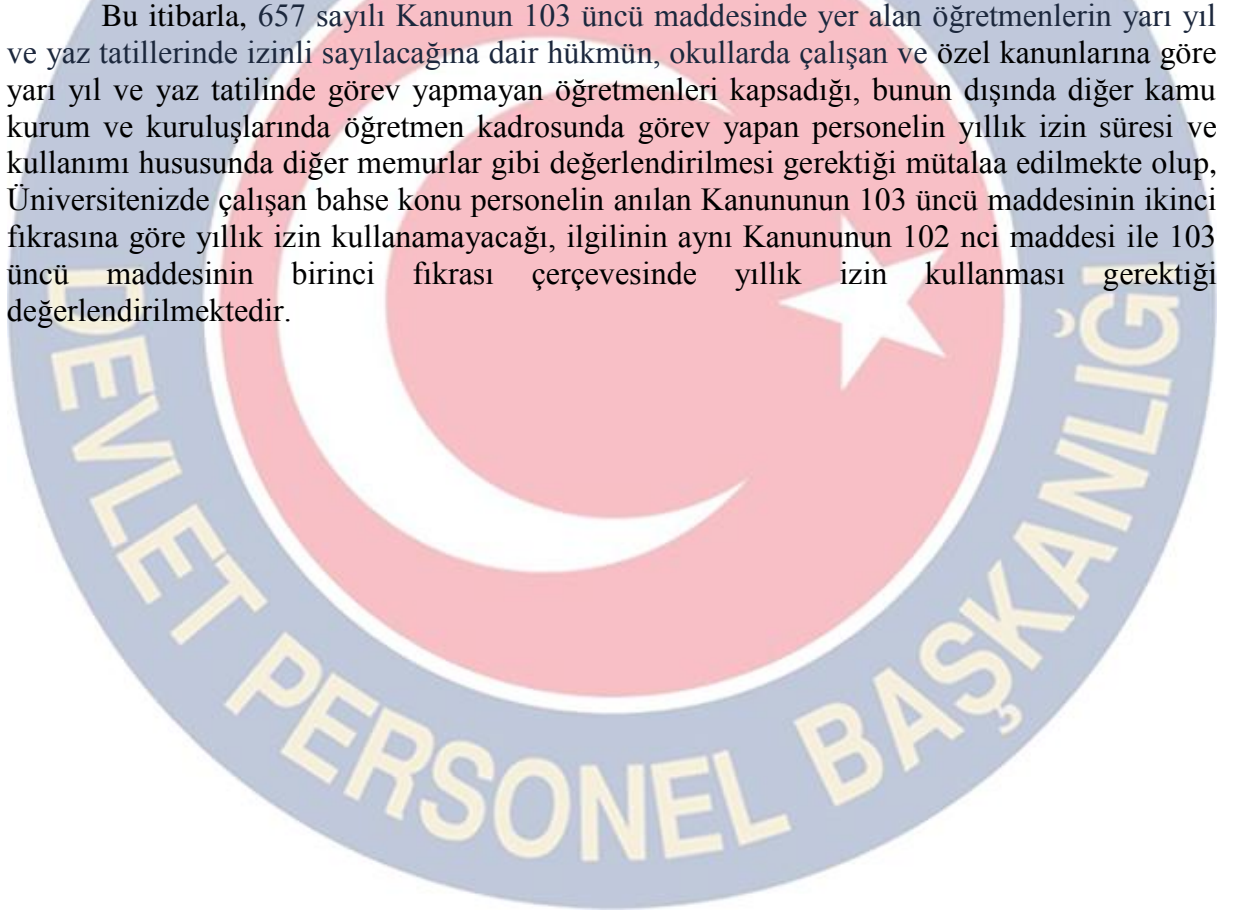 Bu itibarla, 657 sayılı Kanunun 103 üncü maddesinde yer alan öğretmenlerin yarı yıl
ve yaz tatillerinde izinli sayılacağına dair hükmün, okullarda çalışan ve özel kanunlarına göre
yarı yıl ve yaz tatilinde görev yapmayan öğretmenleri kapsadığı, bunun dışında diğer kamu
kurum ve kuruluşlarında öğretmen kadrosunda görev yapan personelin yıllık izin süresi ve
kullanımı hususunda diğer memurlar gibi değerlendirilmesi gerektiği mütalaa edilmekte olup,
Üniversitenizde çalışan bahse konu personelin anılan Kanununun 103 üncü maddesinin ikinci
fıkrasına göre yıllık izin kullanamayacağı, ilgilinin aynı Kanununun 102 nci maddesi ile 103
üncü maddesinin birinci fıkrası çerçevesinde yıllık izin kullanması gerektiği
değerlendirilmektedir.
DEVLET PERSONEL BAŞKANLIĞI